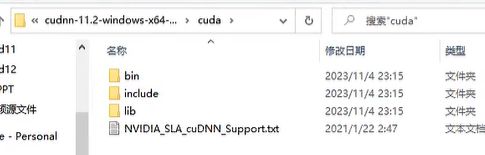 « cudnn-11.2-windows-x64-... › cuda
搜索"cuda"
名称 修改日期 类型
bin 2023/11/4 23:15 文件夹
include 2023/11/4 23:15 文件夹
lib 2023/11/4 23:15 文件夹
NVIDIA_SLA_cuDNN_Support.txt 2021/1/22 2:47 文本文档
d11
d12
PPT
频源文件
e - Personal